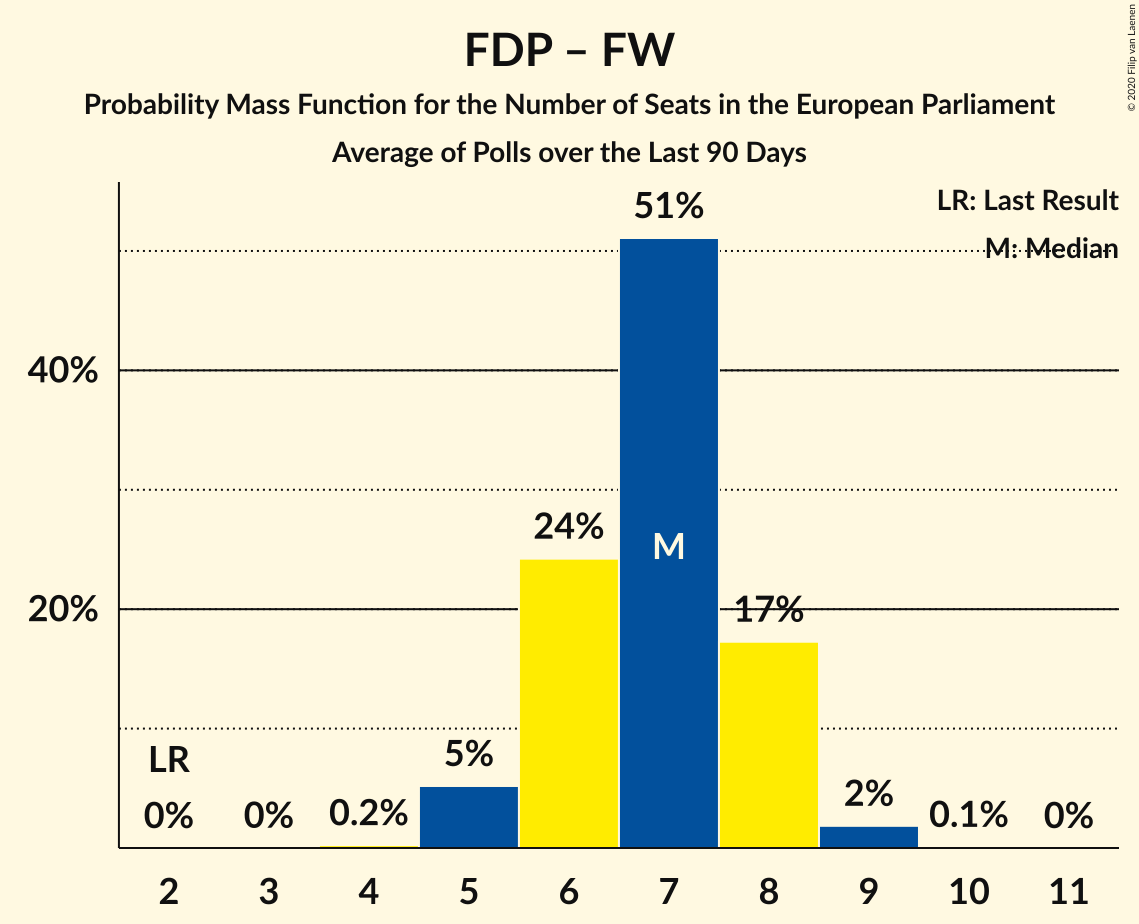 FDP – FW
Probability Mass Function for the Number of Seats in the European Parliament
Average of Polls over the Last 90 Days
© 2020 Filip van Laenen
LR: Last Result
M: Median
51%
40%
24%
M
20%
17%
LR
5%
2%
0%
0%
0.2%
0.1%
0%
2 3 4 5 6 7 8 9 10 11